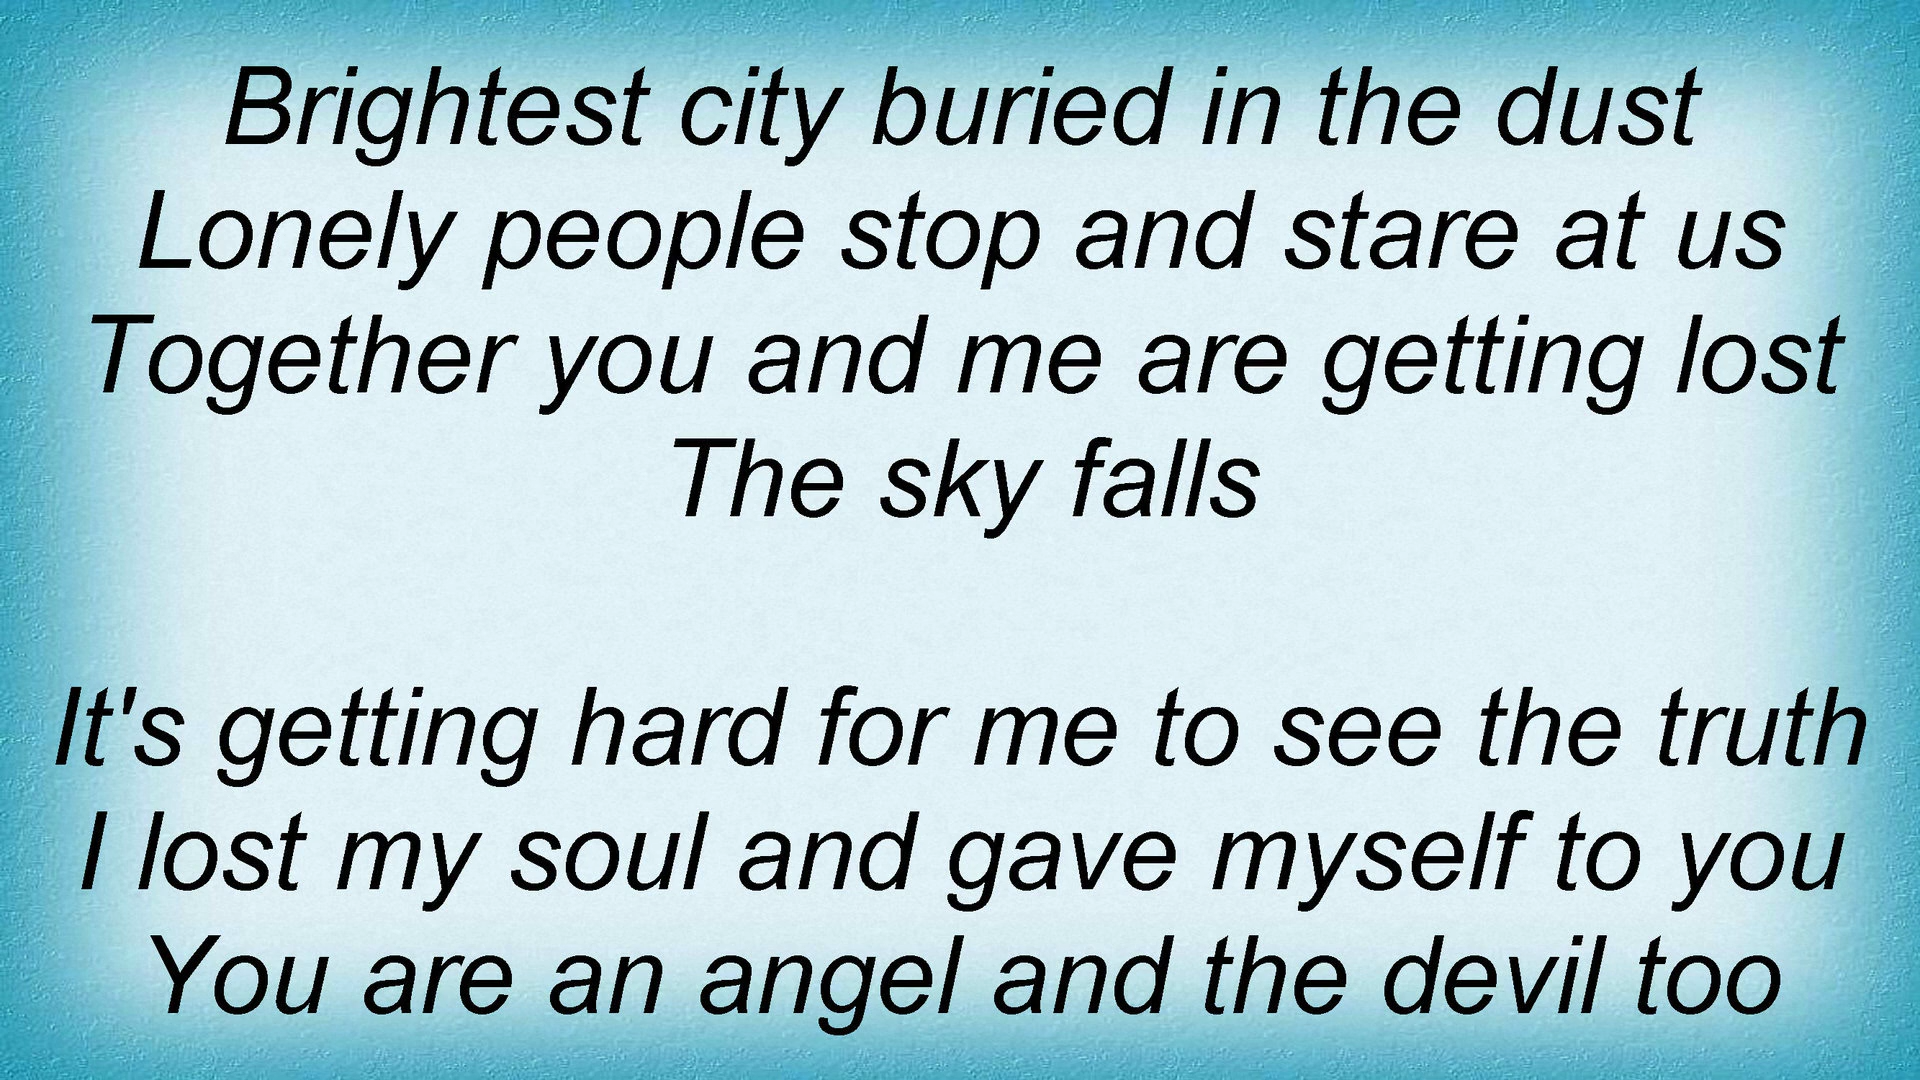 Brightest city buried in the dust
Lonely people stop and stare at us
Together you and me are getting lost
The sky falls
It's getting hard for me to see the truth
I lost my soul and gave myself to you
You are an angel and the devil too